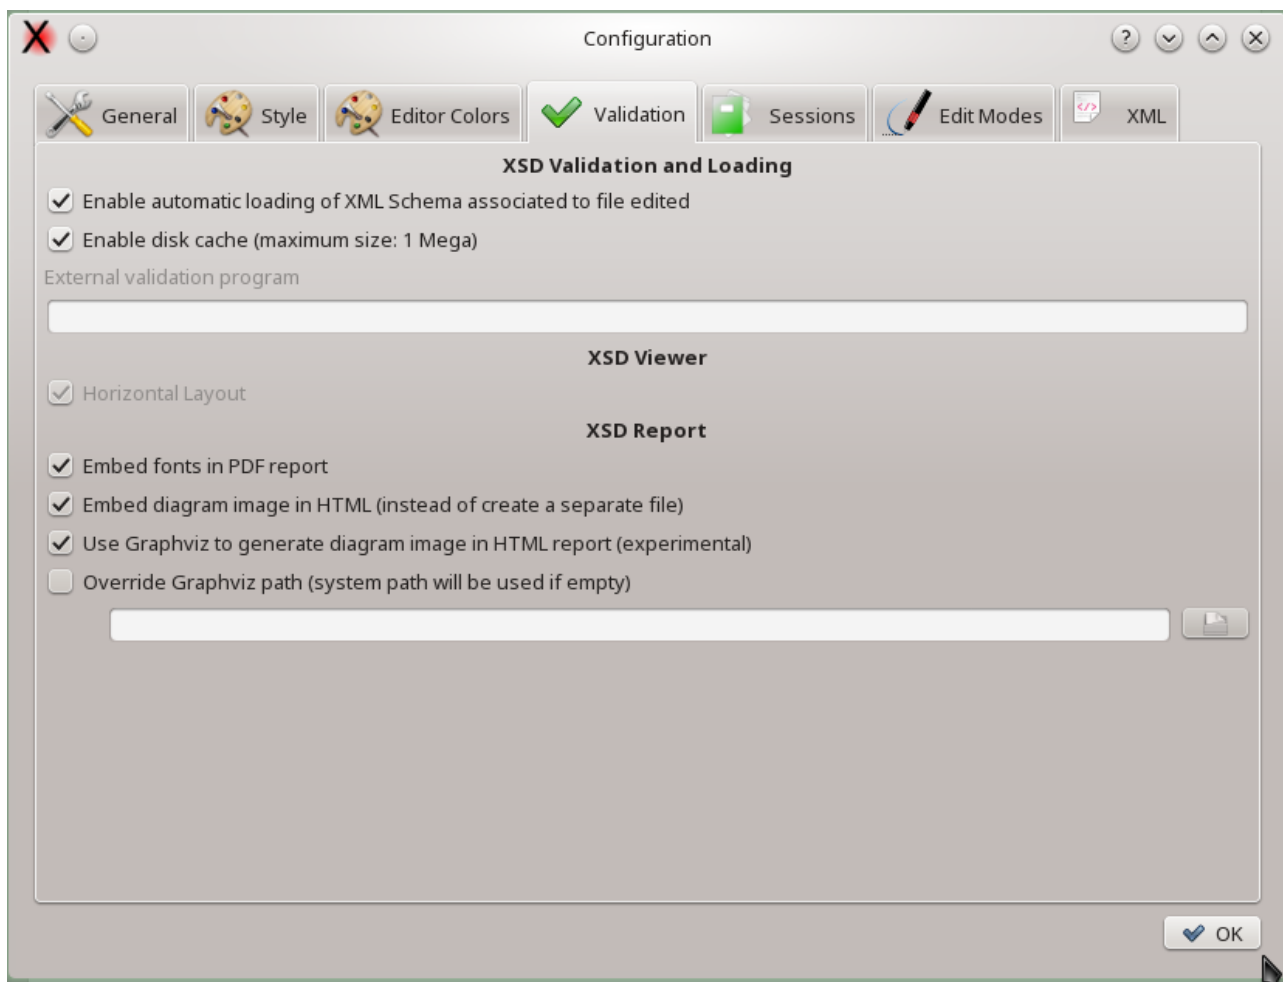 Configuration
General
Style
Editor Colors
Validation
Sessions
Edit Modes
XML
XSD Validation and Loading
Enable automatic loading of XML Schema associated to file edited
Enable disk cache (maximum size: 1 Mega)
External validation program
XSD Viewer
Horizontal Layout
XSD Report
Embed fonts in PDF report
Embed diagram image in HTML (instead of create a separate file)
Use Graphviz to generate diagram image in HTML report (experimental)
Override Graphviz path (system path will be used if empty)
OK